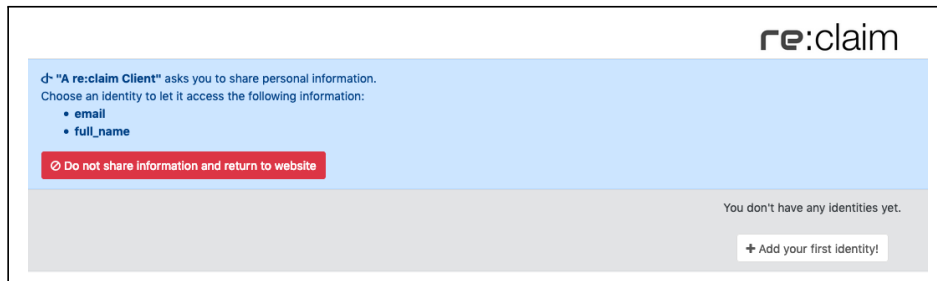 re:claim
"A re:claim Client" asks you to share personal information.
Choose an identity to let it access the following information:
• email
• full_name
Do not share information and return to website
You don't have any identities yet.
+ Add your first identity!